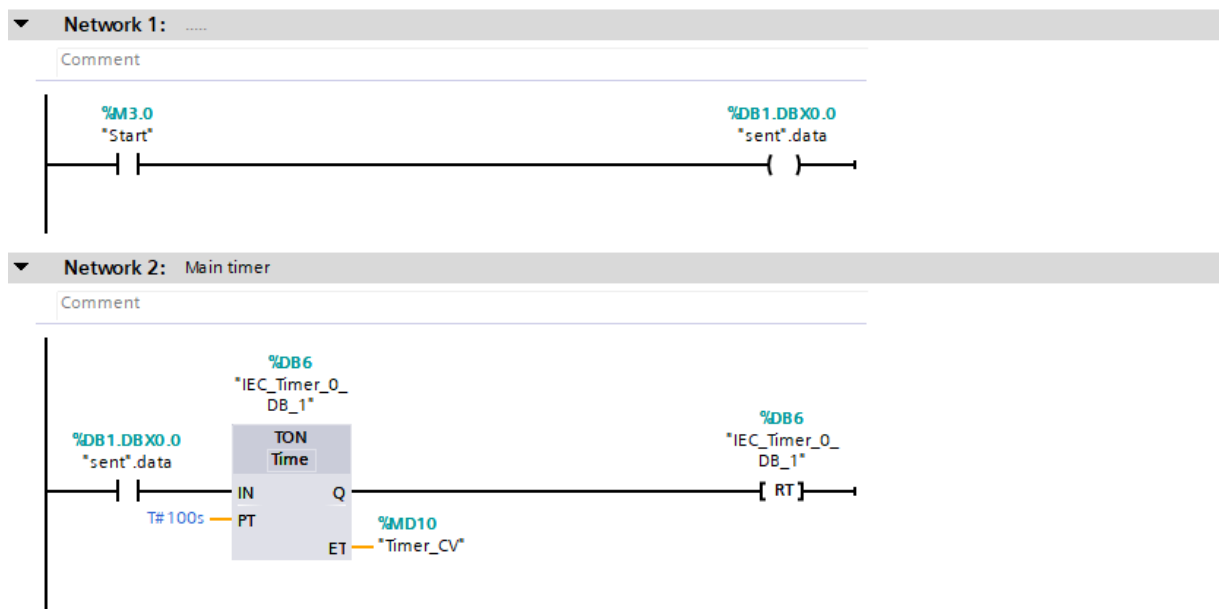 Network 1: .....
Comment
%M3.0
"Start"
%DB1.DBX0.0
"sent".data
Network 2: Main timer
Comment
%DB6
"IEC_Timer_0_
DB_1"
%DB1.DBX0.0
"sent".data
TON
Time
IN
Q
T#100s
PT
ET
%MD10
"Timer_CV"
%DB6
"IEC_Timer_0_
DB_1"
RT